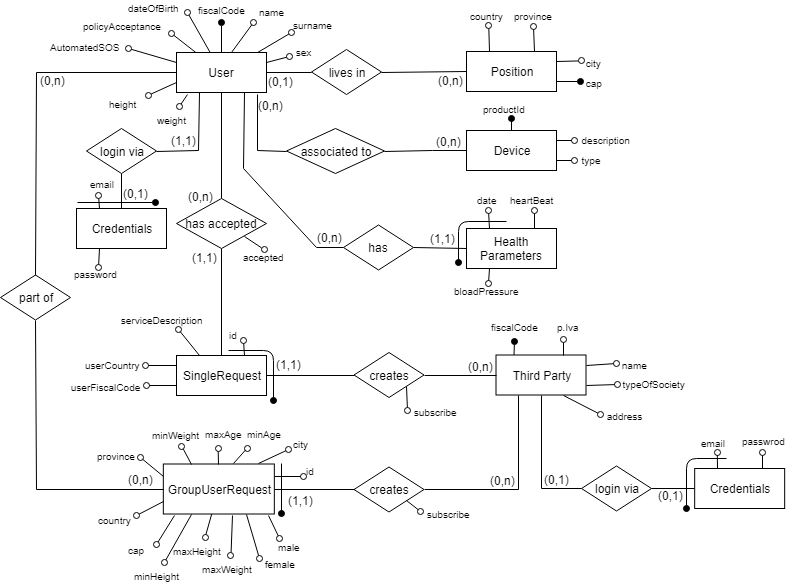 dateOfBirth
fiscalCode
name
policyAcceptance
surname
AutomatedSOS
sex
User
height
weight
(0,n)
(0,1)
lives in
(0,n)
country
province
Position
city
cap
(0,n)
associated to
(0,n)
productId
Device
description
type
(1,1)
login via
email
(0,1)
Credentials
password
(0,n)
has accepted
(1,1)
accepted
(0,n)
has
(1,1)
date
heartBeat
Health
Parameters
bloadPressure
part of
serviceDescription
id
userCountry
userFiscalCode
SingleRequest
(1,1)
creates
subscribe
(0,n)
fiscalCode
p.Iva
Third Party
name
typeOfSociety
address
minWeight
maxAge
minAge
city
province
id
(0,n)
GroupUserRequest
(1,1)
country
cap
minHeight
maxHeight
maxWeight
female
male
creates
subscribe
(0,n)
(0,1)
login via
(0,1)
email
passwrod
Credentials